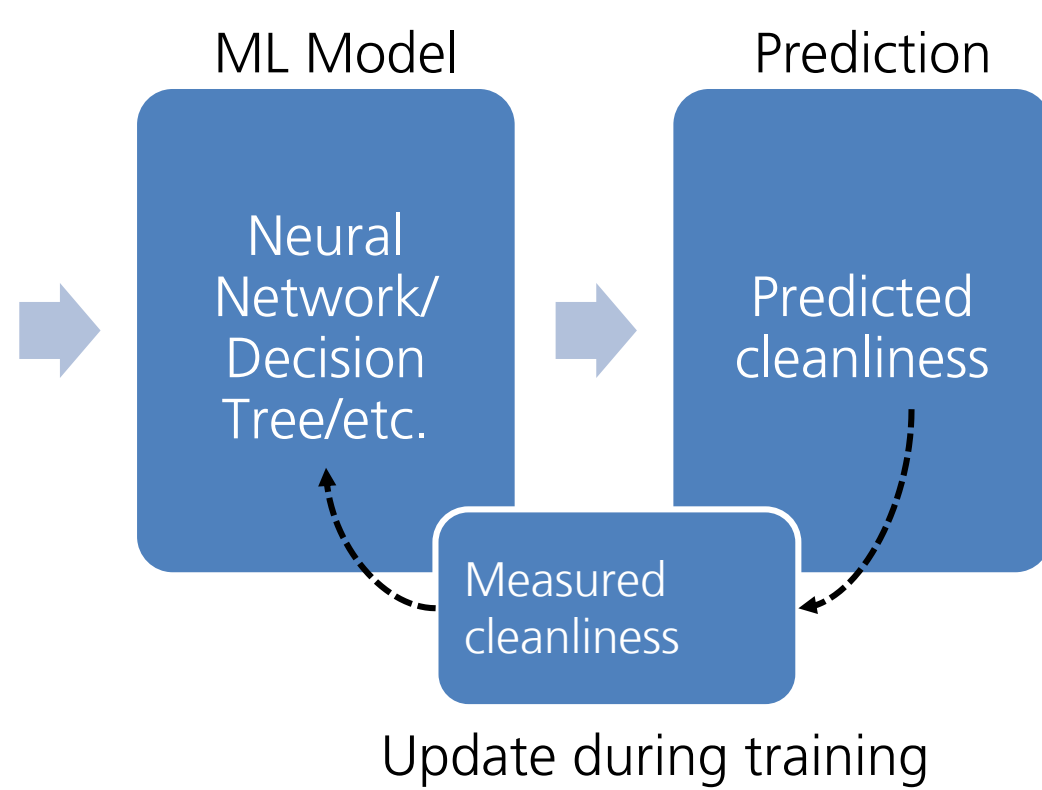 ML Model
Neural
Network/
Decision
Tree/etc.
Prediction
Predicted
cleanliness
Measured
cleanliness
Update during training